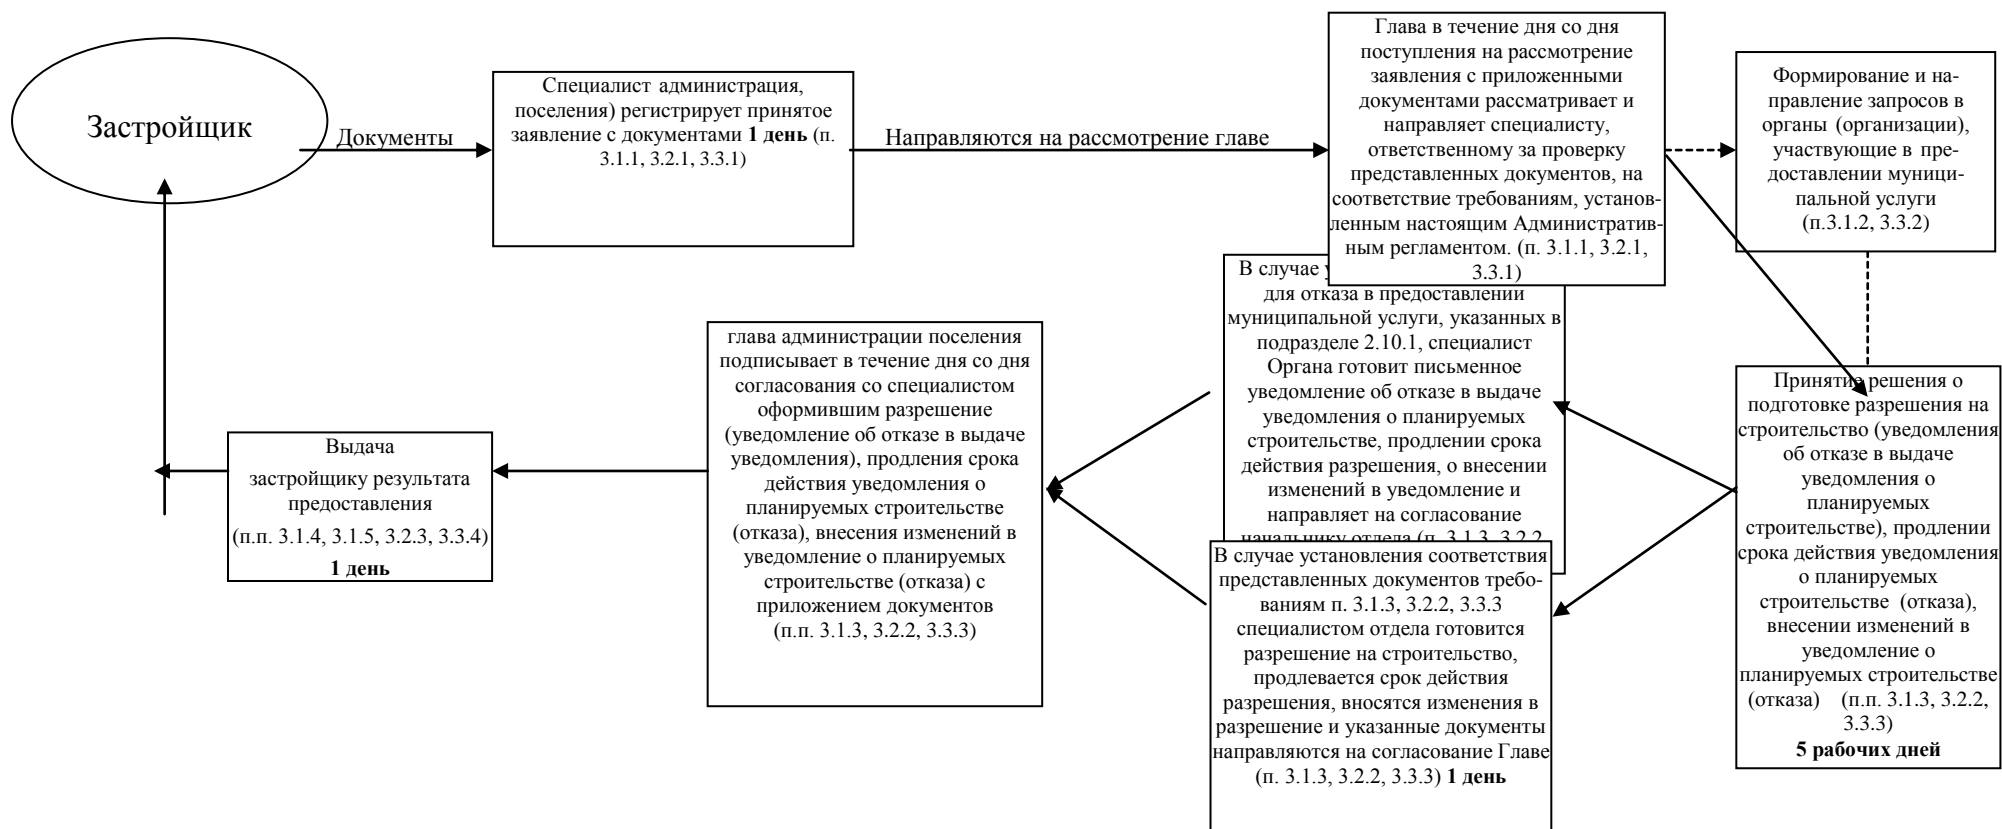 Застройщик
Документы
Специалист администрация,
поселения) регистрирует принятое
заявление с документами 1 день (п.
3.1.1, 3.2.1, 3.3.1)
Направляются на рассмотрение главе
Глава в течение дня со дня
поступления на рассмотрение
заявления с приложенными
документами рассматривает и
направляет специалисту,
ответственному за проверку
представленных документов, на
соответствие требованиям, установ-
ленным настоящим Административ-
ным регламентом. (п. 3.1.1, 3.2.1,
3.3.1)
Формирование и на-
правление запросов в
органы (организации),
участвующие в пре-
доставлении муници-
пальной услуги
(п.3.1.2, 3.3.2)
Принятие решения о
подготовке разрешения на
строительство (уведомления
об отказе в выдаче
уведомления о
планируемых
строительстве), продлении
срока действия уведомления
о планируемых
строительстве (отказа),
внесении изменений в
уведомление о
планируемых строительстве
(отказа) (п.п. 3.1.3, 3.2.2,
3.3.3)
5 рабочих дней
В случае
для отказа в предоставлении
муниципальной услуги, указанных в
подразделе 2.10.1, специалист
Органа готовит письменное
уведомление об отказе в выдаче
уведомления о планируемых
строительстве, продлении срока
действия разрешения, о внесении
изменений в уведомление и
направляет на согласование
начальнику отдела (п. 3.1.3, 3.2.2
В случае установления соответствия
представленных документов требо-
ваниям п. 3.1.3, 3.2.2, 3.3.3
специалистом отдела готовится
разрешение на строительство,
продлевается срок действия
разрешения, вносятся изменения в
разрешение и указанные документы
направляются на согласование Главе
(п. 3.1.3, 3.2.2, 3.3.3) 1 день
глава администрации поселения
подписывает в течение дня со дня
согласования со специалистом
оформившим разрешение
(уведомление об отказе в выдаче
уведомления), продления срока
действия уведомления о
планируемых строительстве
(отказа), внесения изменений в
уведомление о планируемых
строительстве (отказа) с
приложением документов
(п.п. 3.1.3, 3.2.2, 3.3.3)
Выдача
застройщику результата
предоставления
(п.п. 3.1.4, 3.1.5, 3.2.3, 3.3.4)
1 день